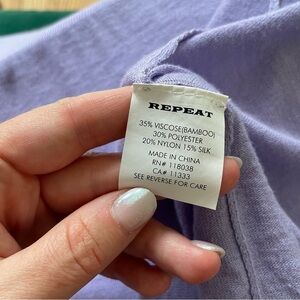 REPEAT
35% VISCOSE(BAMBOO)
30% POLYESTER
20% NYLON 15% SILK
MADE IN CHINA
RN# 118038
CA# 11333
SEE REVERSE FOR CARE